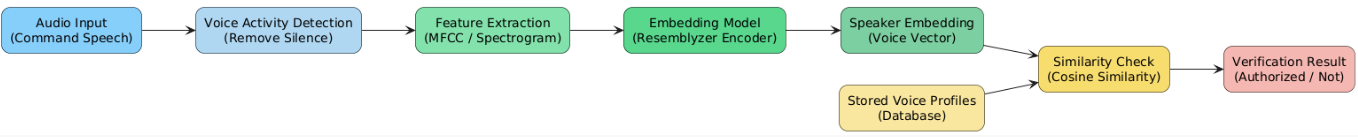 Audio Input
(Command Speech)
Voice Activity Detection
(Remove Silence)
Feature Extraction
(MFCC / Spectrogram)
Embedding Model
(Resemblyzer Encoder)
Speaker Embedding
(Voice Vector)
Stored Voice Profiles
(Database)
Similarity Check
(Cosine Similarity)
Verification Result
(Authorized / Not)